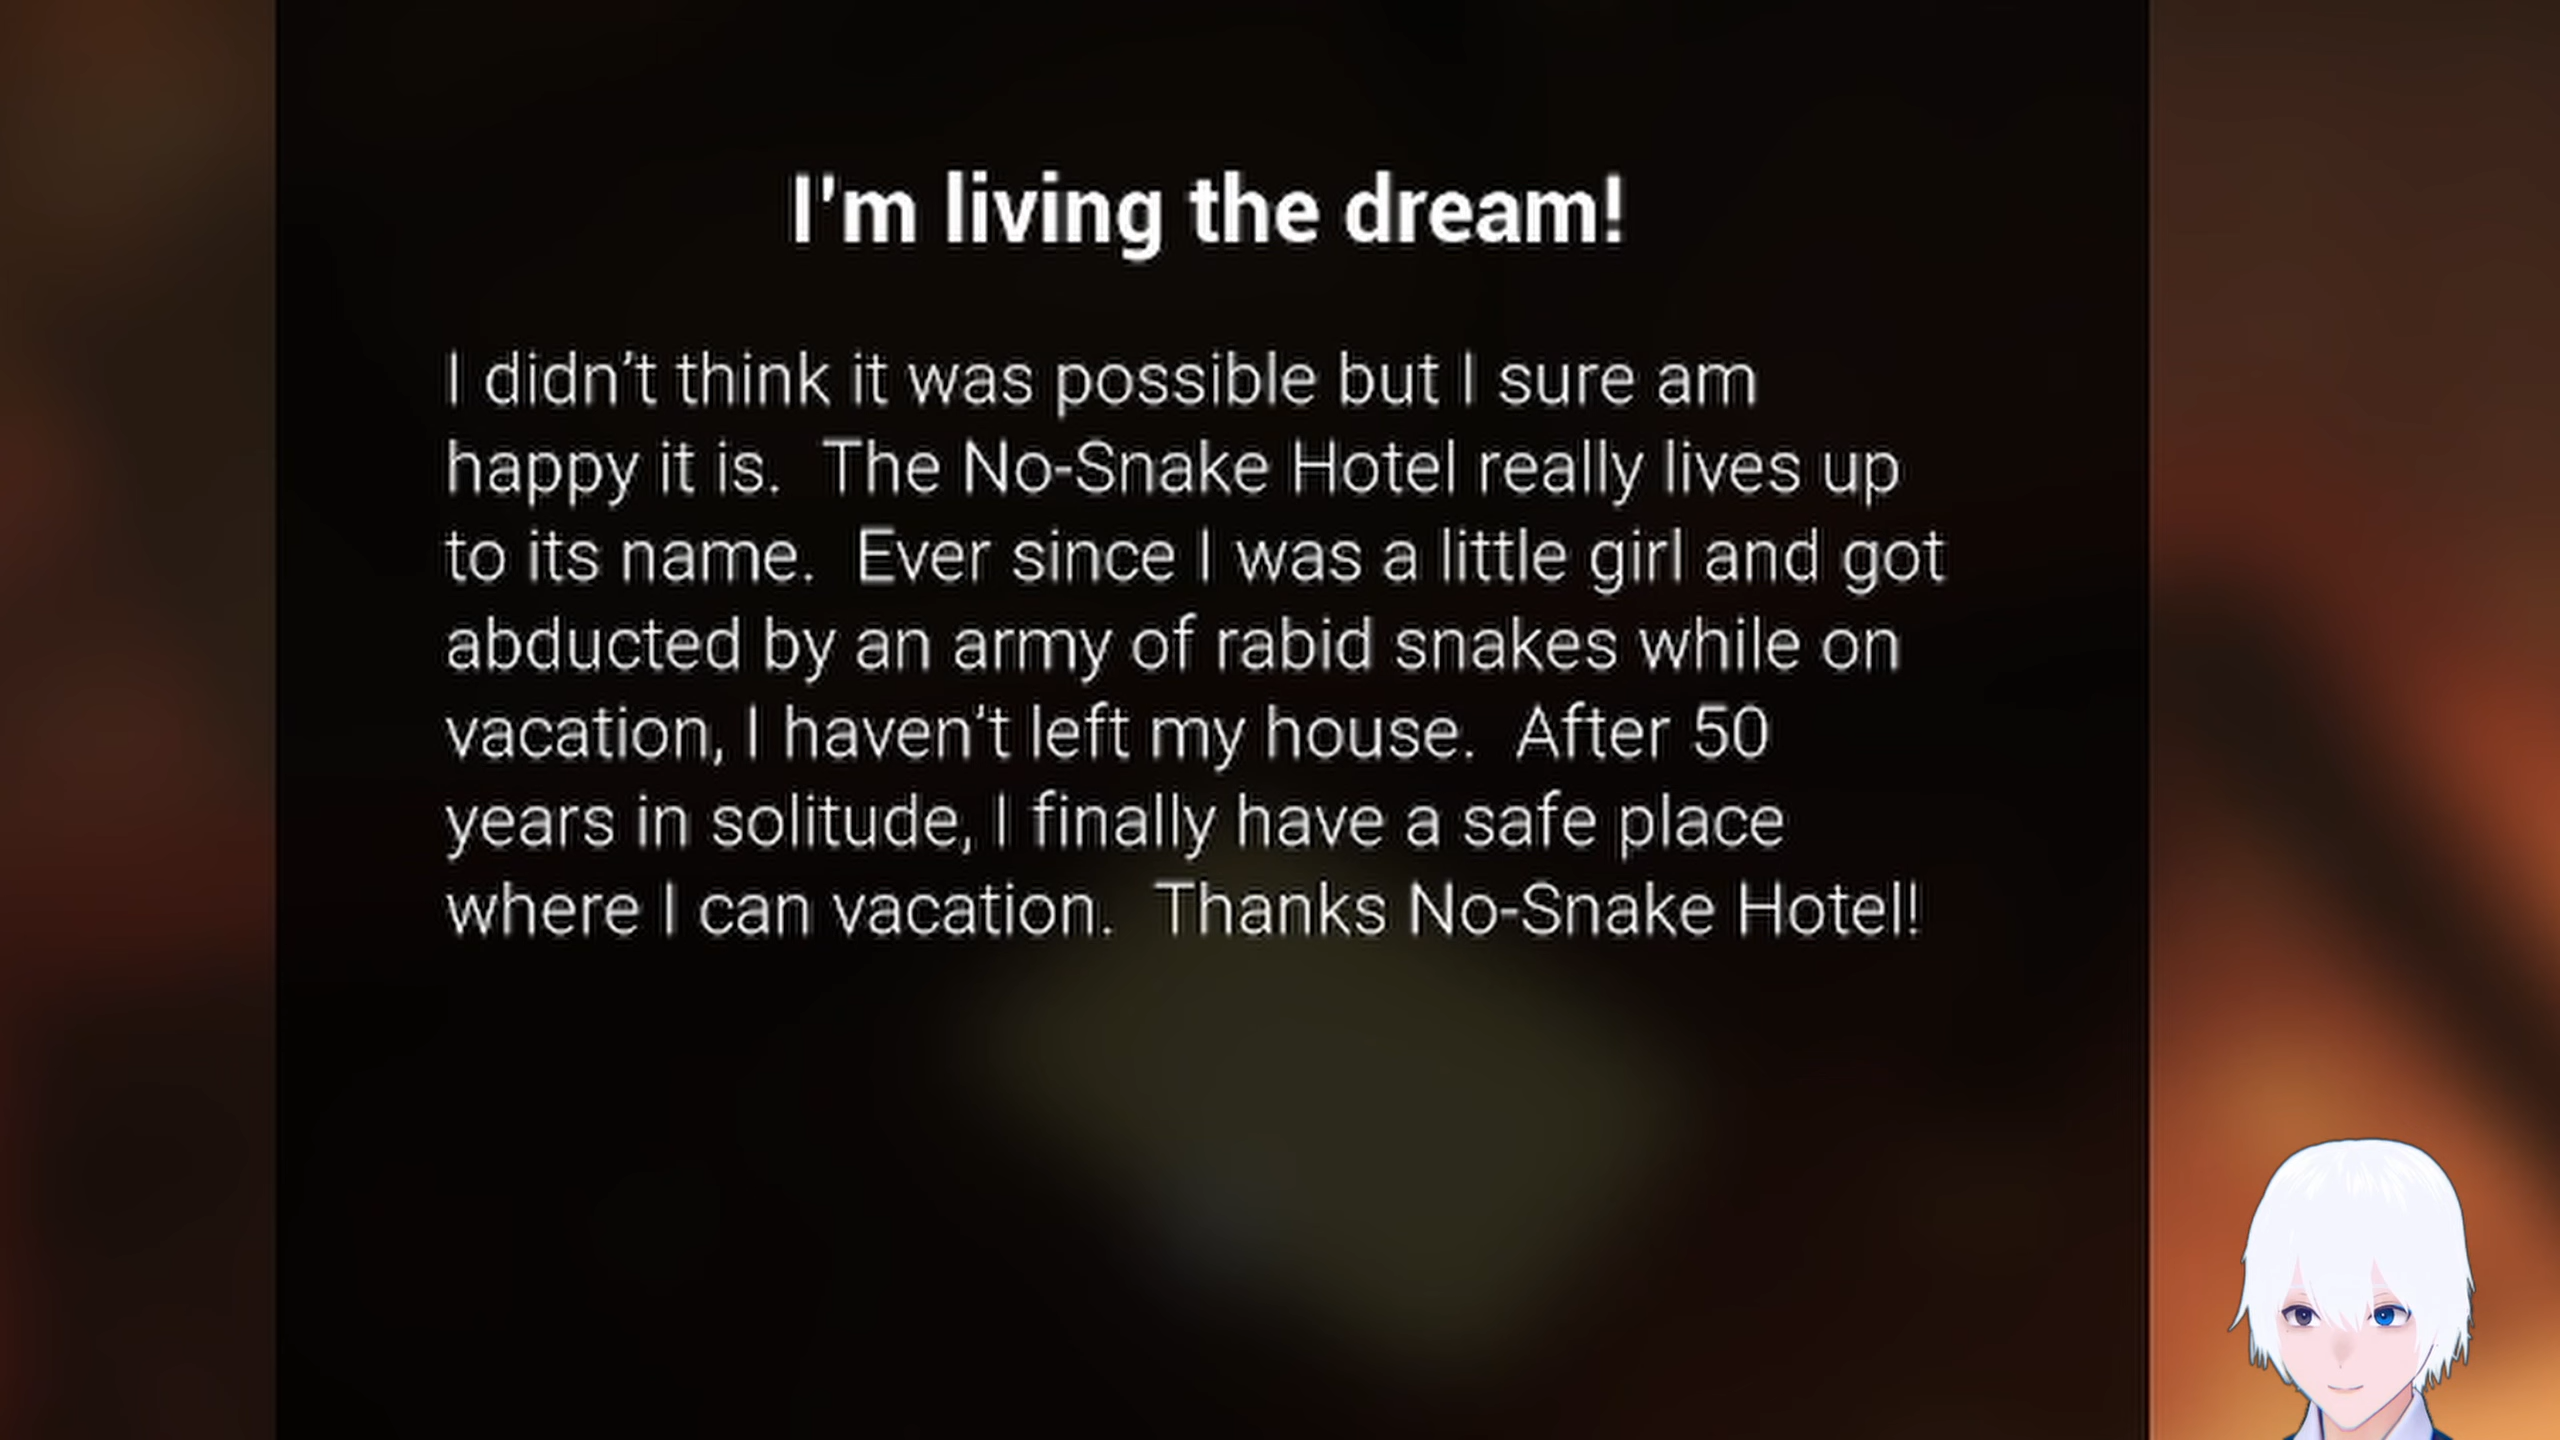 I'm living the dream!
I didn’t think it was possible but I sure am
happy it is.  The No-Snake Hotel really lives up
to its name.  Ever since I was a little girl and got
abducted by an army of rabid snakes while on
vacation, I haven’t left my house.  After 50
years in solitude, I finally have a safe place
where I can vacation.  Thanks No-Snake Hotel!